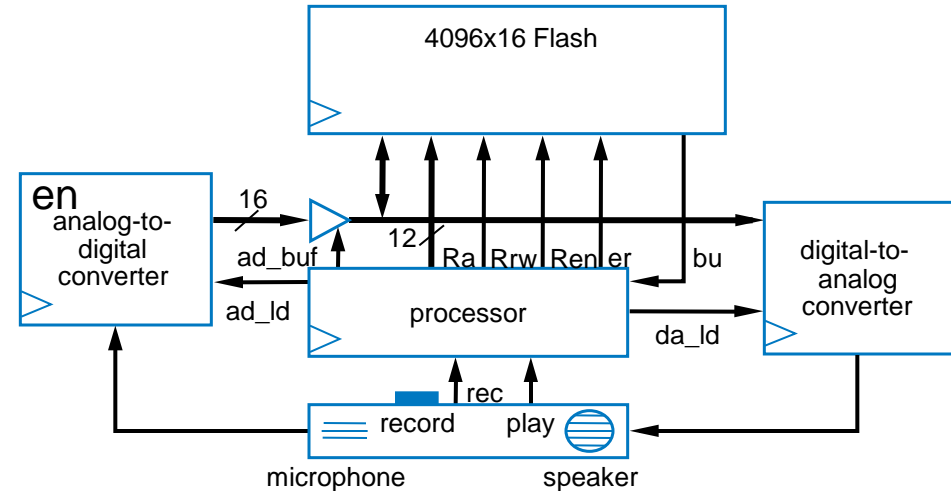 4096x16 Flash
en
analog-to-
digital
converter
16
12
ad_buf
ad_ld
Ra
Rrw
Ren
er
bu
processor
da_ld
digital-to-
analog
converter
rec
record
play
microphone
speaker